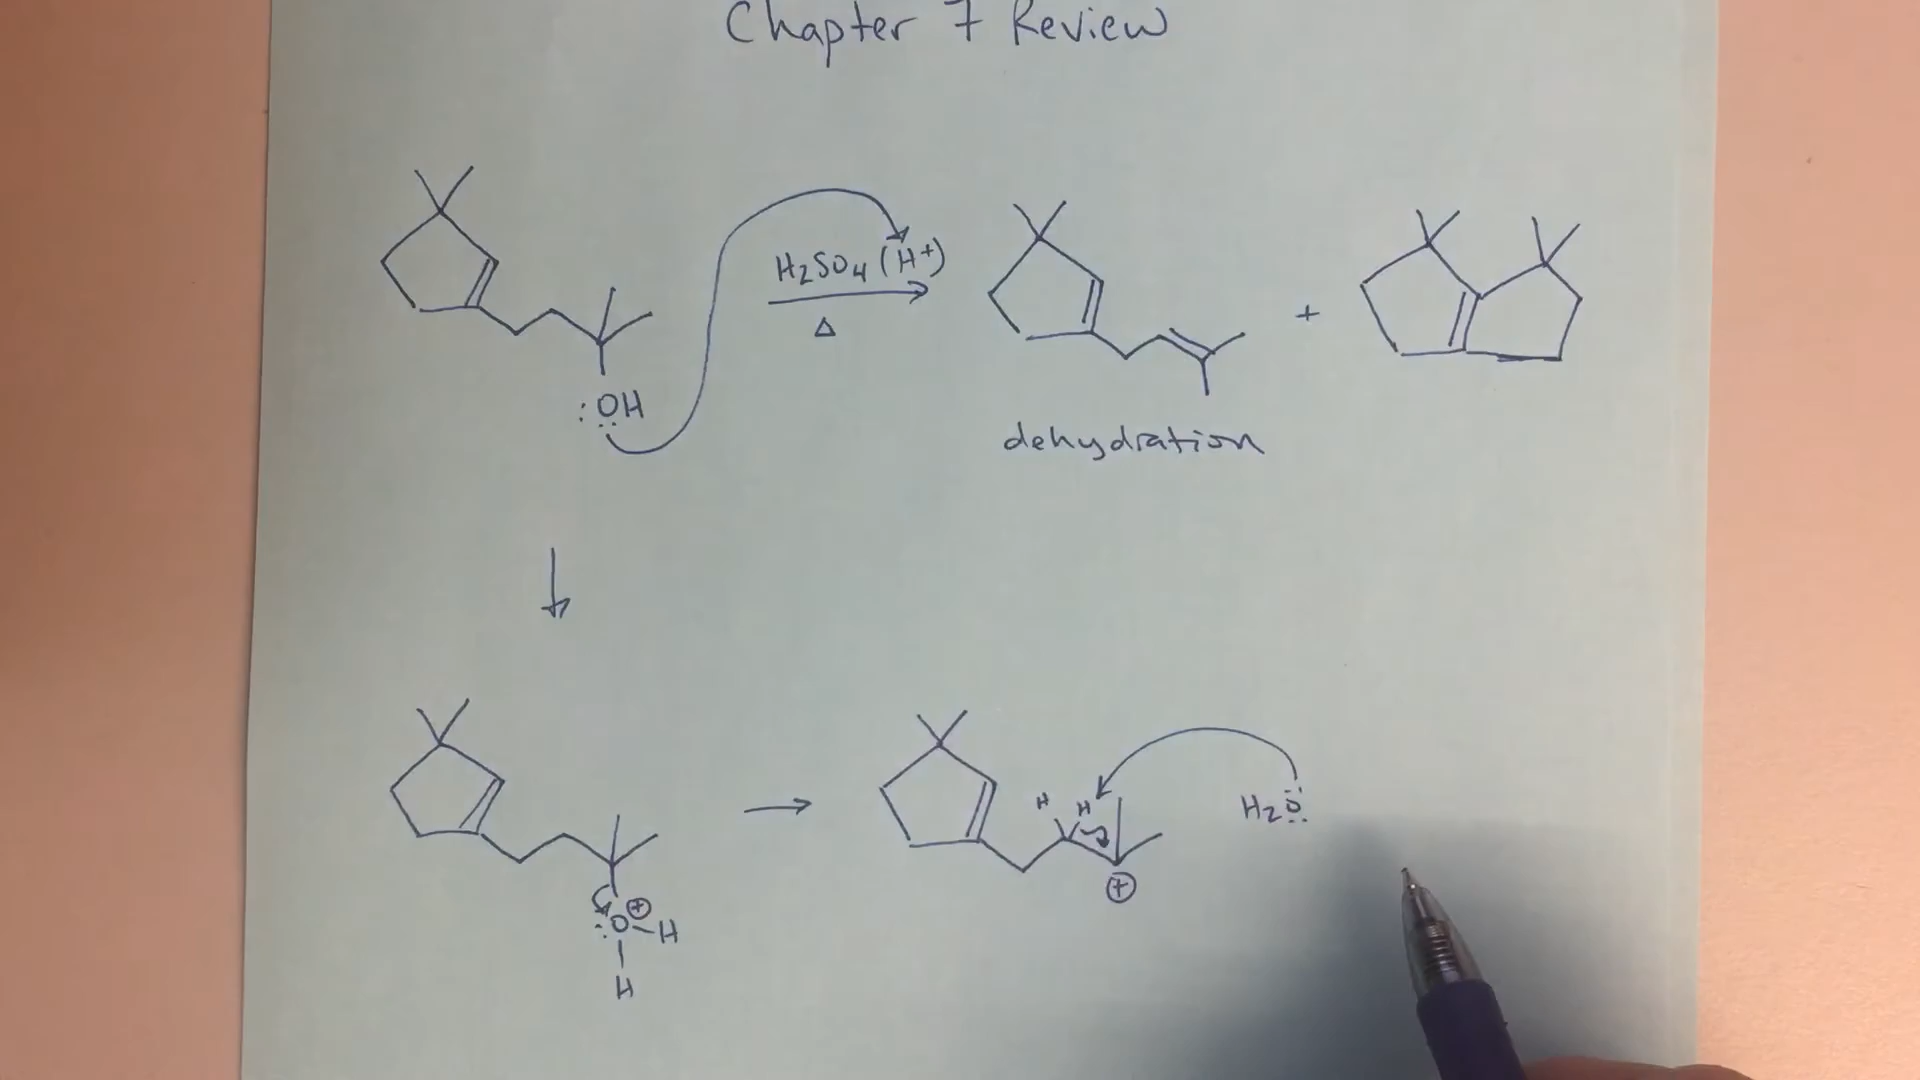 Chapter 7 Review
H2SO4 (H+)
Δ
+
:OH
dehydration
H H
H2O
+
+
O-H
H